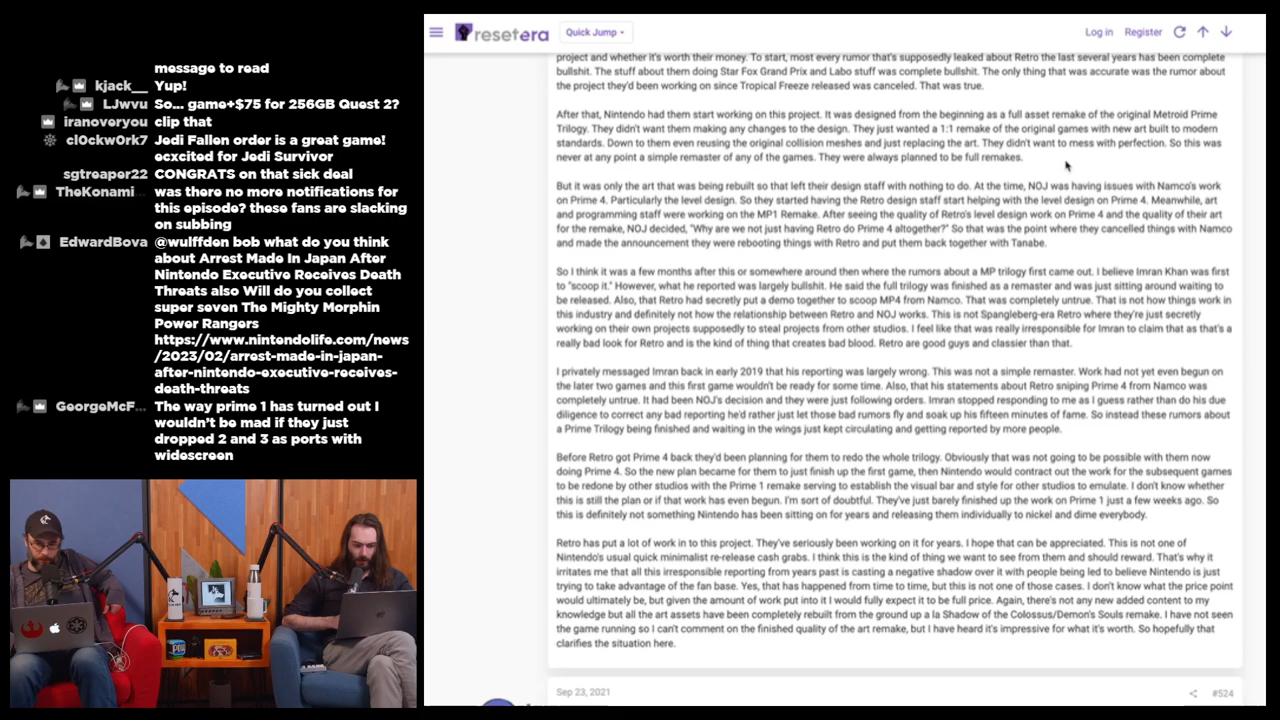 message to read
kjack__ Yup!
LJwvu So... game+$75 for 256GB Quest 2?
iranoveryou clip that
cl0ckw0rk7 Jedi Fallen order is a great game!
ecxcited for Jedi Survivor
sgtreaper22 CONGRATS on that sick deal
TheKonami... was there no more notifications for
this episode? these fans are slacking
on subbing
EdwardBova @wulffden bob what do you think
about Arrest Made In Japan After
Nintendo Executive Receives Death
Threats also Will do you collect
super seven The Mighty Morphin
Power Rangers
https://www.nintendolife.com/news
/2023/02/arrest-made-in-japan-
after-nintendo-executive-receives-
death-threats
GeorgeMcF... The way prime 1 has turned out I
wouldn't be mad if they just
dropped 2 and 3 as ports with
widescreen
resetera
Quick Jump
Log in Register
project and whether it's worth their money. To start, most every rumor that's supposedly leaked about Retro the last several years has been complete
bullshit. The stuff about them doing Star Fox Grand Prix and Labo stuff was complete bullshit. The only thing that was accurate was the rumor about
the project they'd been working on since Tropical Freeze released was canceled. That was true.
After that, Nintendo had them start working on this project. It was designed from the beginning as a full asset remake of the original Metroid Prime
Trilogy. They didn't want them making any changes to the design. They just wanted a 1:1 remake of the original games with new art built to modern
standards. Down to them even reusing the original collision meshes and just replacing the art. They didn't want to mess with perfection. So this was
never at any point a simple remaster of any of the games. They were always planned to be full remakes.
But it was only the art that was being rebuilt so that left their design staff with nothing to do. At the time, NOJ was having issues with Namco's work
on Prime 4. Particularly the level design. So they started having the Retro design staff start helping with the level design on Prime 4. Meanwhile, art
and programming staff were working on the MP1 Remake. After seeing the quality of Retro's level design work on Prime 4 and the quality of their art
for the remake, NOJ decided, "Why are we not just having Retro do Prime 4 altogether?" So that was the point where they cancelled things with Namco
and made the announcement they were rebooting things with Retro and put them back together with Tanabe.
So I think it was a few months after this or somewhere around then where the rumors about a MP trilogy first came out. I believe Imran Khan was first
to "scoop it." However, what he reported was largely bullshit. He said the full trilogy was finished as a remaster and was just sitting around waiting to
be released. Also, that Retro had secretly put a demo together to scoop MP4 from Namco. That was completely untrue. That is not how things work in
this industry and definitely not how the relationship between Retro and NOJ works. This is not Spangleberg-era Retro where they're just secretly
working on their own projects supposedly to steal projects from other studios. I feel like that was really irresponsible for Imran to claim that as that's a
really bad look for Retro and is the kind of thing that creates bad blood. Retro are good guys and classier than that.
I privately messaged Imran back in early 2019 that his reporting was largely wrong. This was not a simple remaster. Work had not yet even begun on
the later two games and this first game wouldn't be ready for some time. Also, that his statements about Retro sniping Prime 4 from Namco was
completely untrue. It had been NOJ's decision and they were just following orders. Imran stopped responding to me as I guess rather than do his due
diligence to correct any bad reporting he'd rather just let those bad rumors fly and soak up his fifteen minutes of fame. So instead these rumors about
a Prime Trilogy being finished and waiting in the wings just kept circulating and getting reported by more people.
Before Retro got Prime 4 back they'd been planning for them to redo the whole trilogy. Obviously that was not going to be possible with them now
doing Prime 4. So the new plan became for them to just finish up the first game, then Nintendo would contract out the work for the subsequent games
to be redone by other studios with the Prime 1 remake serving to establish the visual bar and style for other studios to emulate. I don't know whether
this is still the plan or if that work has even begun. I'm sort of doubtful. They've just barely finished up the work on Prime 1 just a few weeks ago. So
this is definitely not something Nintendo has been sitting on for years and releasing them individually to nickel and dime everybody.
Retro has put a lot of work in to this project. They've seriously been working on it for years. I hope that can be appreciated. This is not one of
Nintendo's usual quick minimalist re-release cash grabs. I think this is the kind of thing we want to see from them and should reward. That's why it
irritates me that all this irresponsible reporting from years past is casting a negative shadow over it with people being led to believe Nintendo is just
trying to take advantage of the fan base. Yes, that has happened from time to time, but this is not one of those cases. I don't know what the price point
would ultimately be, but given the amount of work put into it I would fully expect it to be full price. Again, there's not any new added content to my
knowledge but all the art assets have been completely rebuilt from the ground up a la Shadow of the Colossus/Demon's Souls remake. I have not seen
the game running so I can't comment on the finished quality of the art remake, but I have heard it's impressive for what it's worth. So hopefully that
clarifies the situation here.
Sep 23, 2021
#524